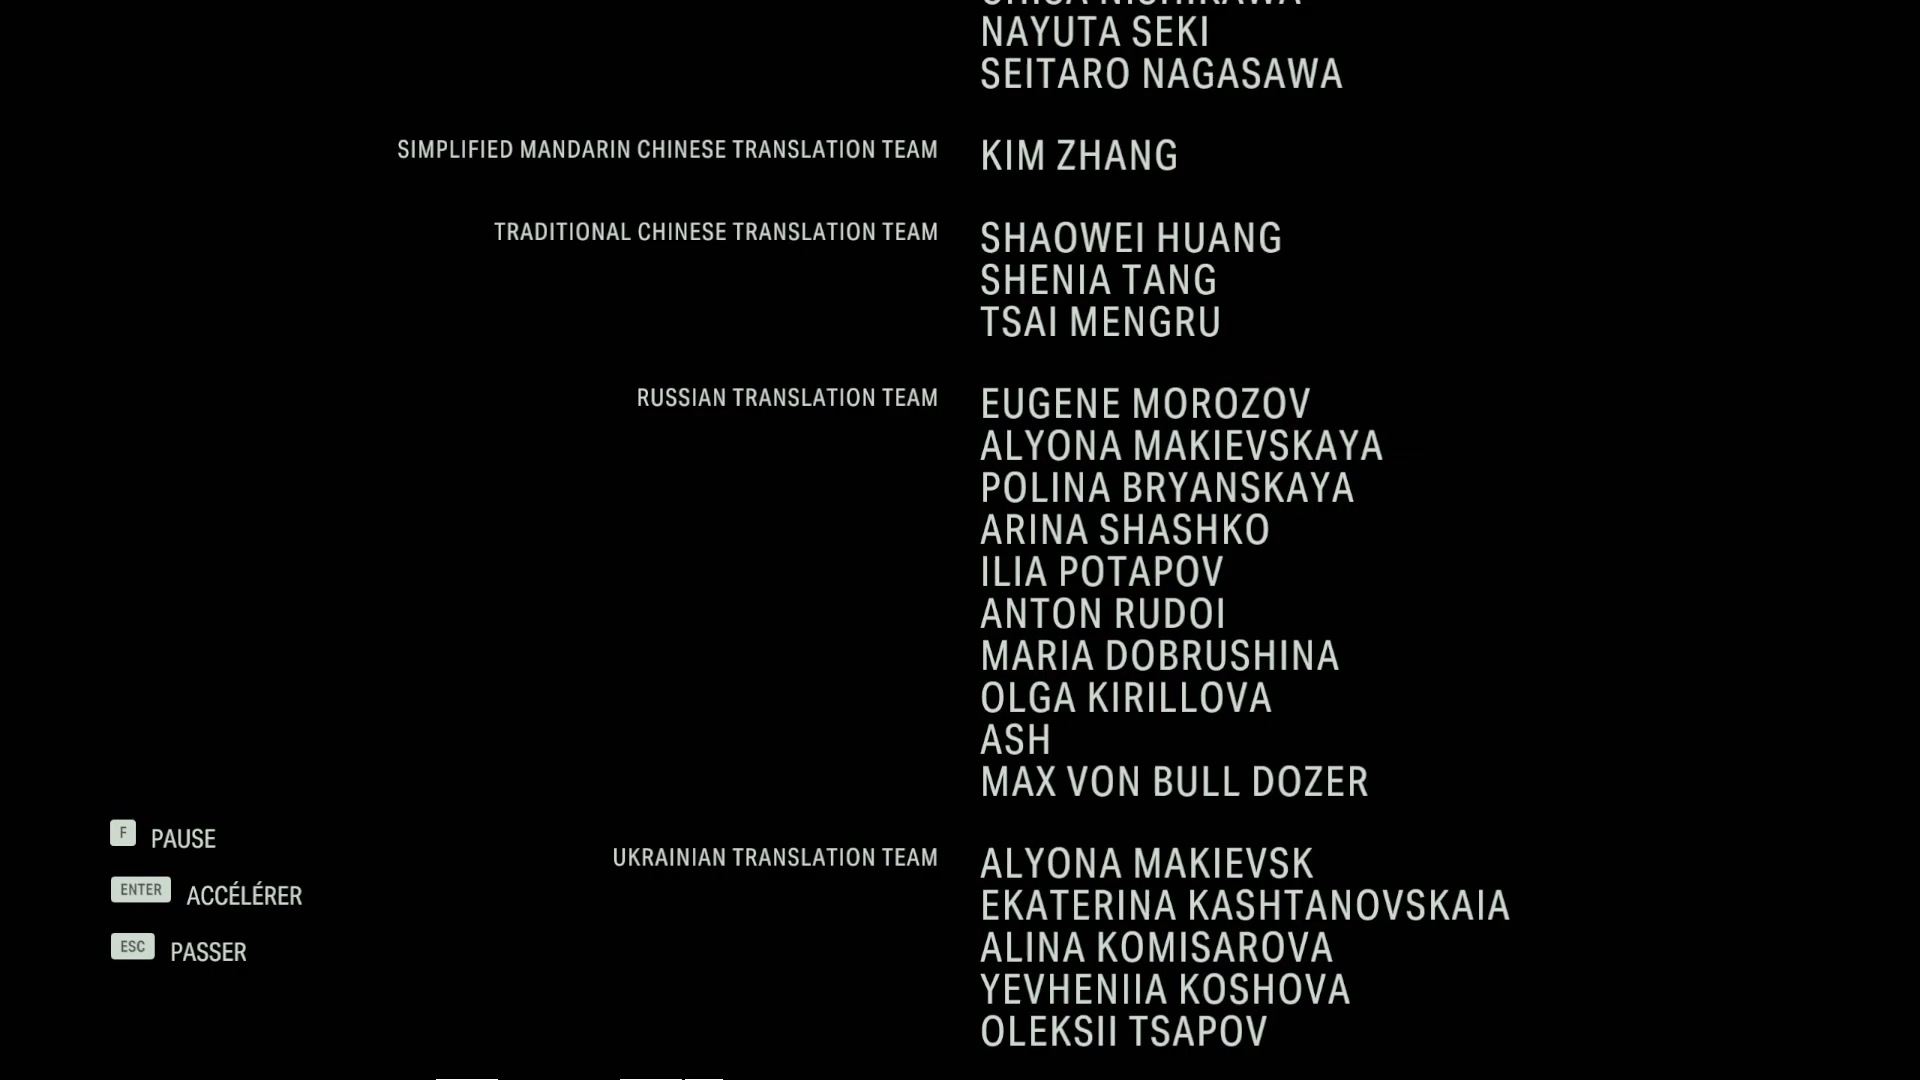 NAYUTA SEKI
SEITARO NAGASAWA
SIMPLIFIED MANDARIN CHINESE TRANSLATION TEAM KIM ZHANG
TRADITIONAL CHINESE TRANSLATION TEAM SHAOWEI HUANG
SHENIA TANG
TSAI MENGRU
RUSSIAN TRANSLATION TEAM EUGENE MOROZOV
ALYONA MAKIEVSKAYA
POLINA BRYANSKAYA
ARINA SHASHKO
ILIA POTAPOV
ANTON RUDOI
MARIA DOBRUSHINA
OLGA KIRILLOVA
ASH
MAX VON BULL DOZER
UKRAINIAN TRANSLATION TEAM ALYONA MAKIEVSK
EKATERINA KASHTANOVSKAIA
ALINA KOMISAROVA
YEVHENIIA KOSHOVA
OLEKSII TSAPOV
F PAUSE
ENTER ACCÉLÉRER
ESC PASSER